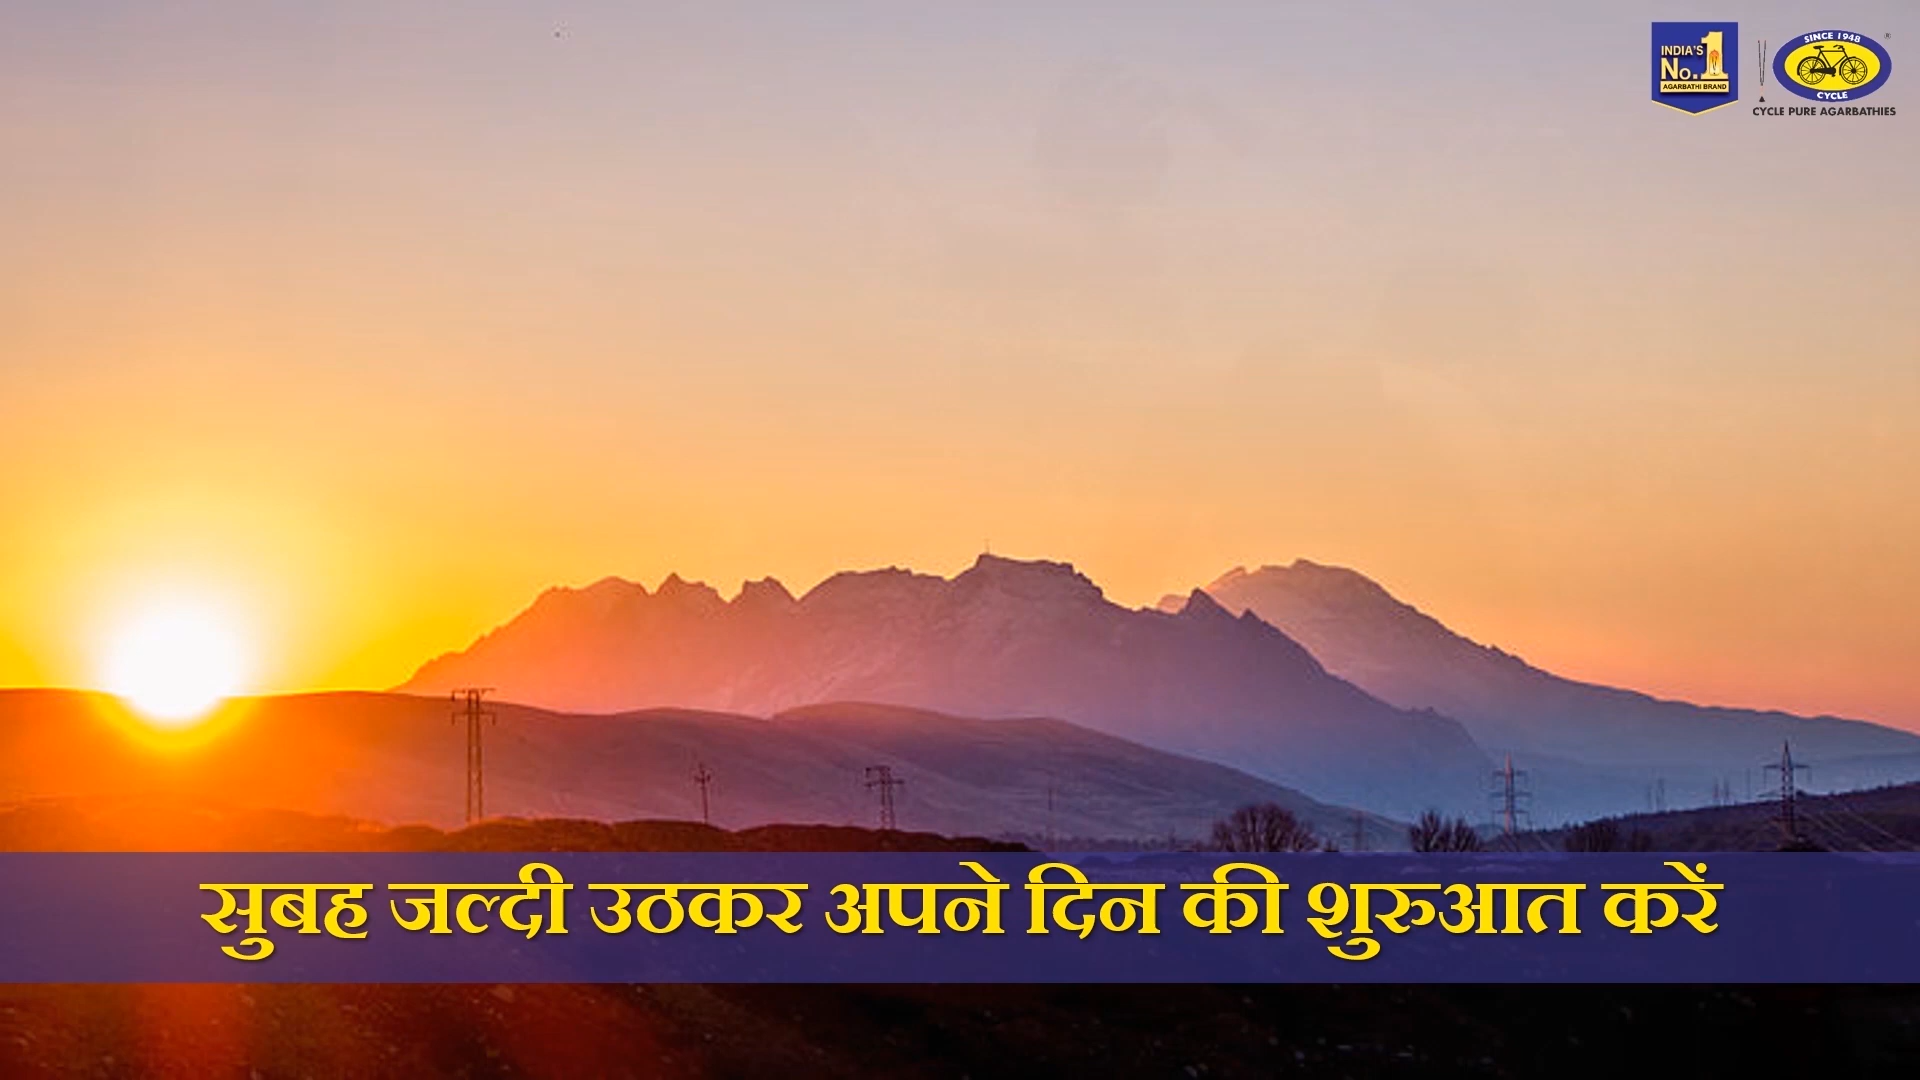 INDIA'S
No.1
AGARBATHI BRAND
SINCE 1948
CYCLE
CYCLE PURE AGARBATHIES
सुबह जल्दी उठकर अपने दिन की शुरुआत करें